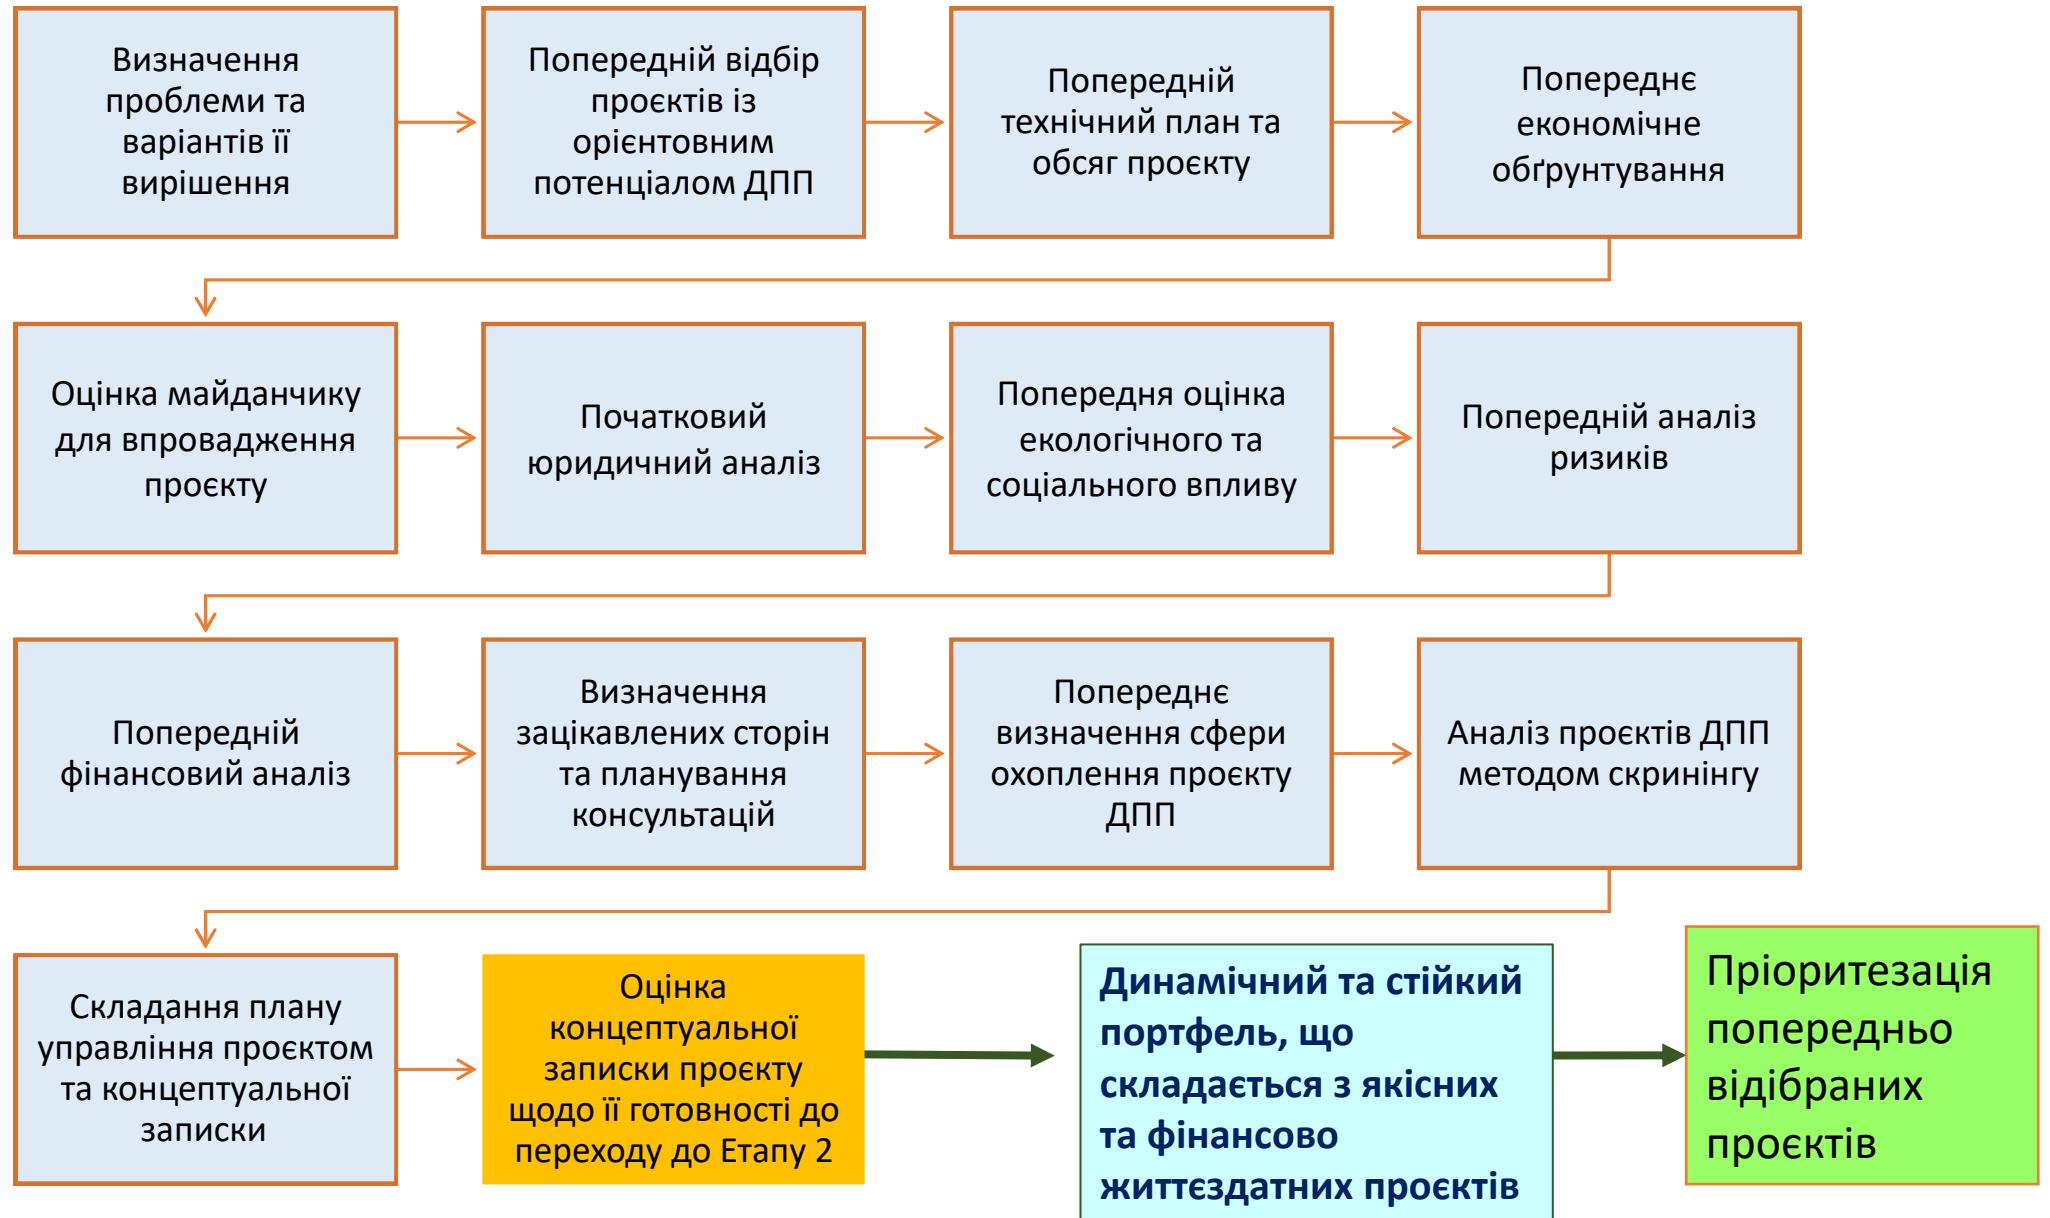 Визначення
проблеми та
варіантів її
вирішення
Попередній відбір
проєктів із
орієнтовним
потенціалом ДПП
Попередній
технічний план та
обсяг проєкту
Попереднє
економічне
обґрунтування
Оцінка майданчику
для впровадження
проєкту
Початковий
юридичний аналіз
Попередня оцінка
екологічного та
соціального впливу
Попередній аналіз
ризиків
Попередній
фінансовий аналіз
Визначення
зацікавлених сторін
та планування
консультацій
Попереднє
визначення сфери
охоплення проєкту
ДПП
Аналіз проєктів ДПП
методом скринінгу
Складання плану
управління проєктом
та концептуальної
записки
Оцінка
концептуальної
записки проєкту
щодо її готовності до
переходу до Етапу 2
Динамічний та стійкий
портфель, що
складається з якісних
та фінансово
життєздатних проєктів
Пріоритезація
попередньо
відібраних
проєктів